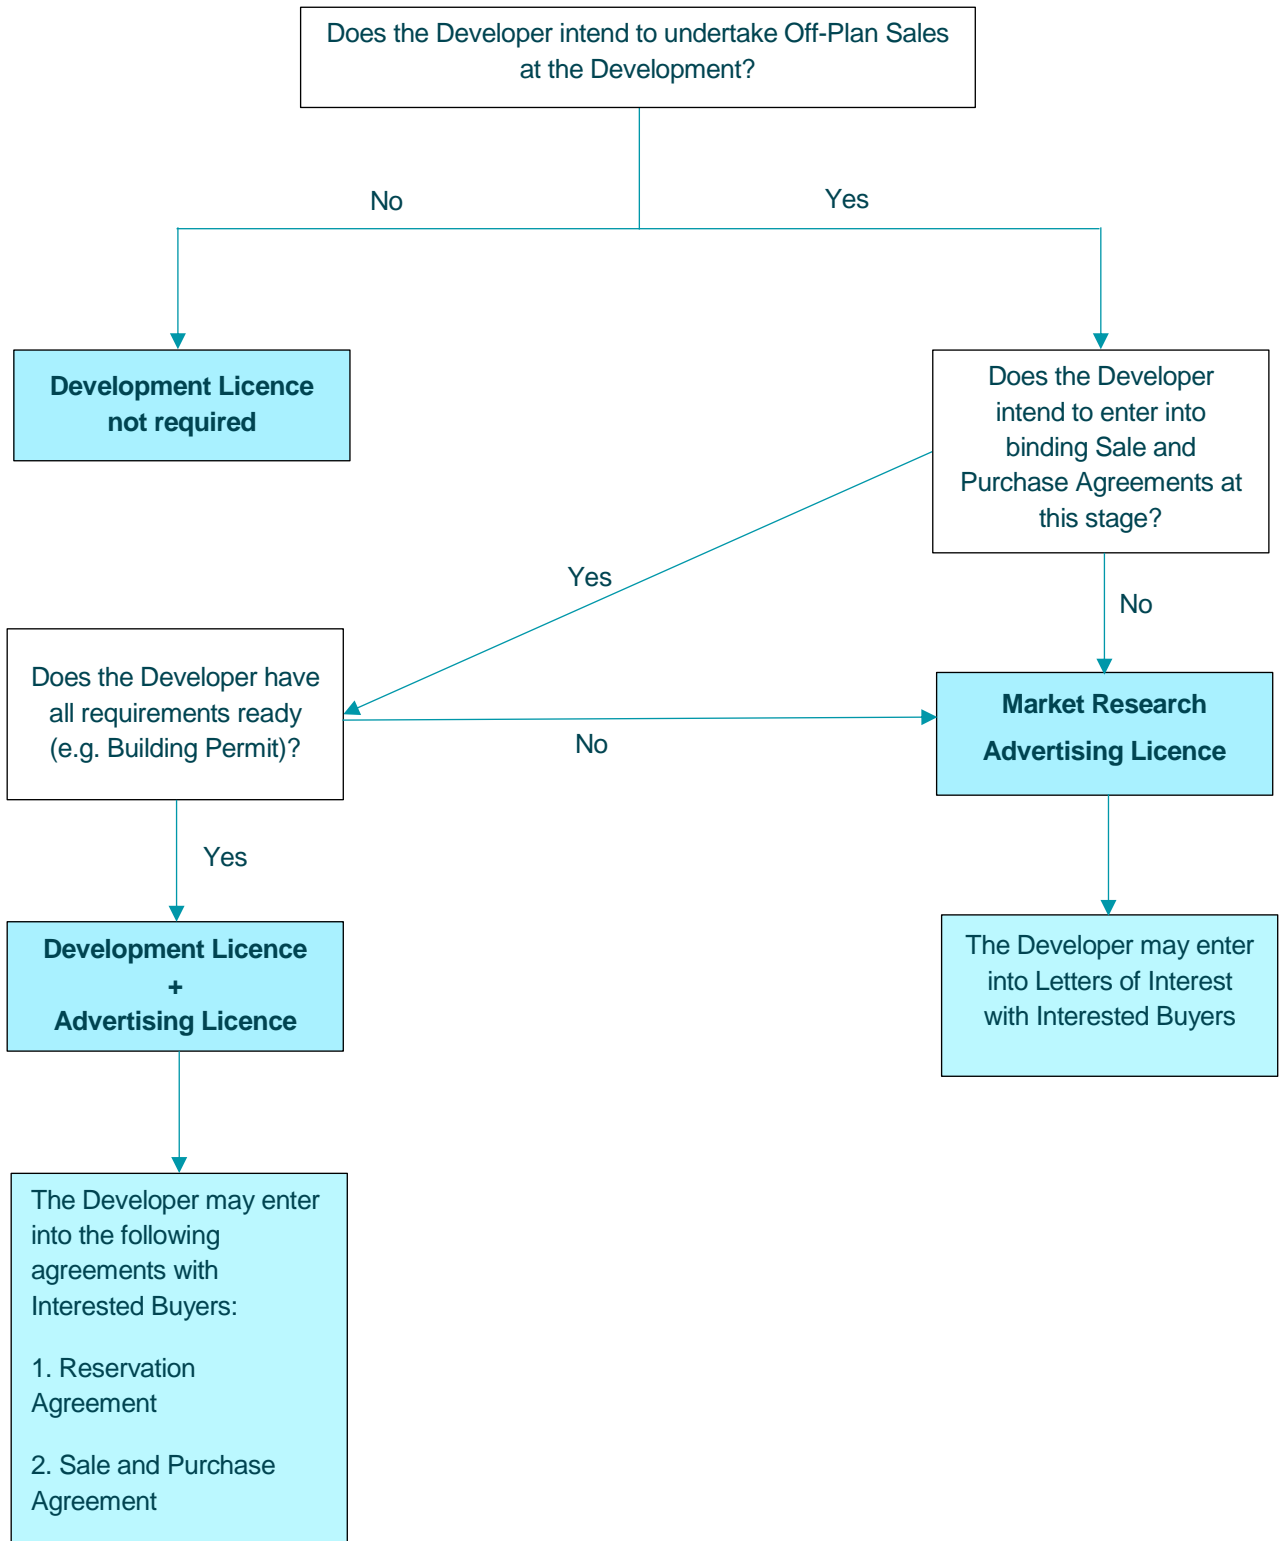 Does the Developer intend to undertake Off-Plan Sales
at the Development?
No
Yes
Development Licence
not required
Does the Developer
intend to enter into
binding Sale and
Purchase Agreements at
this stage?
Yes
No
Does the Developer have
all requirements ready
(e.g. Building Permit)?
No
Market Research
Advertising Licence
Yes
Development Licence
+
Advertising Licence
The Developer may enter
into Letters of Interest
with Interested Buyers
The Developer may enter
into the following
agreements with
Interested Buyers:
1. Reservation
Agreement
2. Sale and Purchase
Agreement